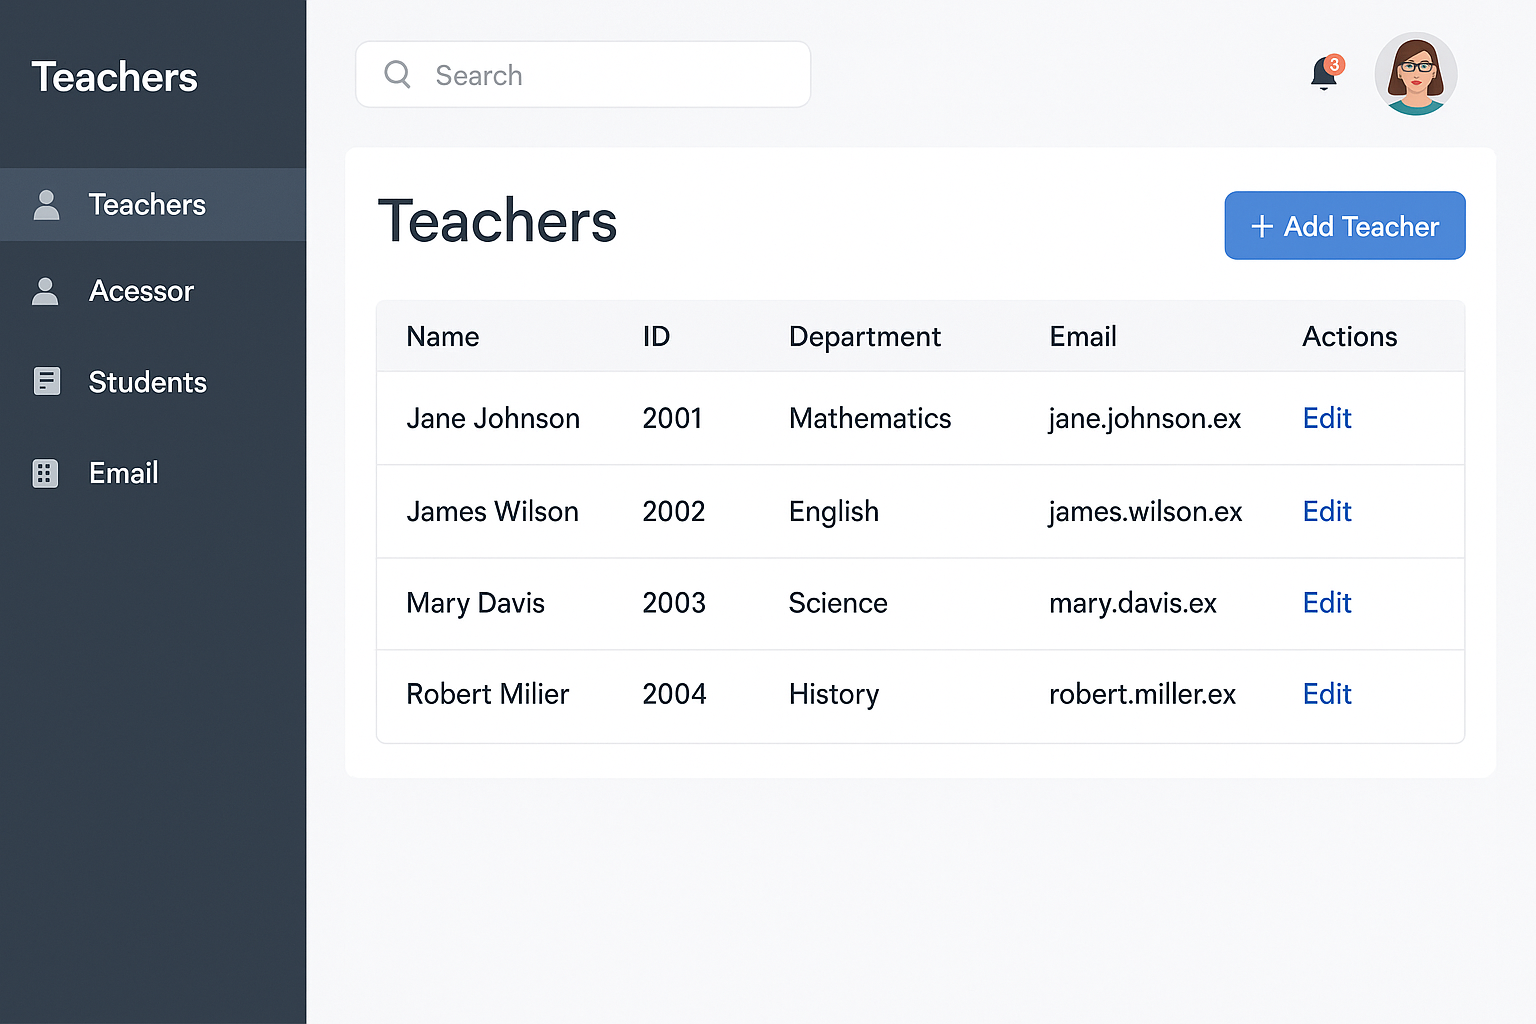 Teachers
Teachers
Acessor
Students
Email
Search
3
Teachers
+ Add Teacher
Name ID Department Email Actions
Jane Johnson 2001 Mathematics jane.johnson.ex Edit
James Wilson 2002 English james.wilson.ex Edit
Mary Davis 2003 Science mary.davis.ex Edit
Robert Milier 2004 History robert.miller.ex Edit